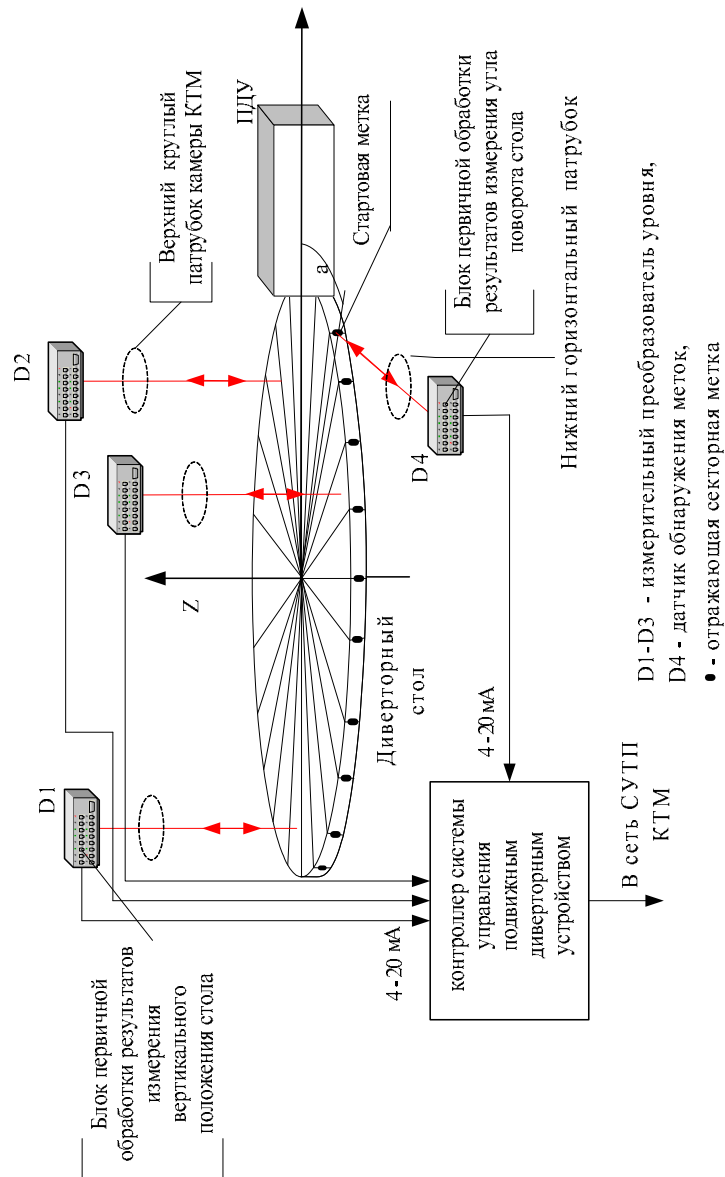 D2
D3
D1
Верхний круглый
патрубок камеры КТМ
ПДУ
Z
a
Стартовая метка
Блок первичной обработки
результатов измерения угла
поворота стола
D4
Диверторный
стол
Нижний горизонтальный патрубок
Блок первичной
обработки результатов
измерения
вертикального
положения стола
4-20 мА
4-20 мА
контроллер системы
управления
подвижным
диверторным
устройством
В сеть СУТП
КТМ
D1-D3 - измерительный преобразователь уровня,
D4 - датчик обнаружения меток,
- отражающая секторная метка